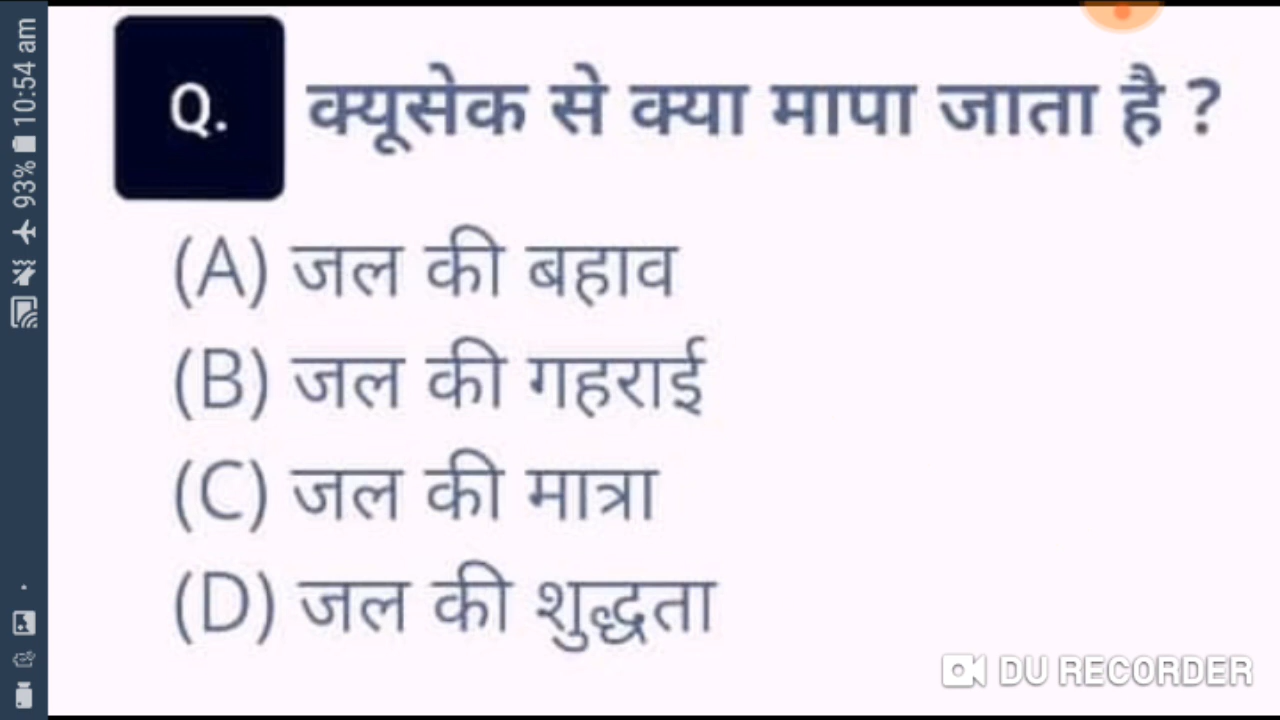 10:54 am
93%
Q. क्यूसेक से क्या मापा जाता है ?
(A) जल की बहाव
(B) जल की गहराई
(C) जल की मात्रा
(D) जल की शुद्धता
DU RECORDER